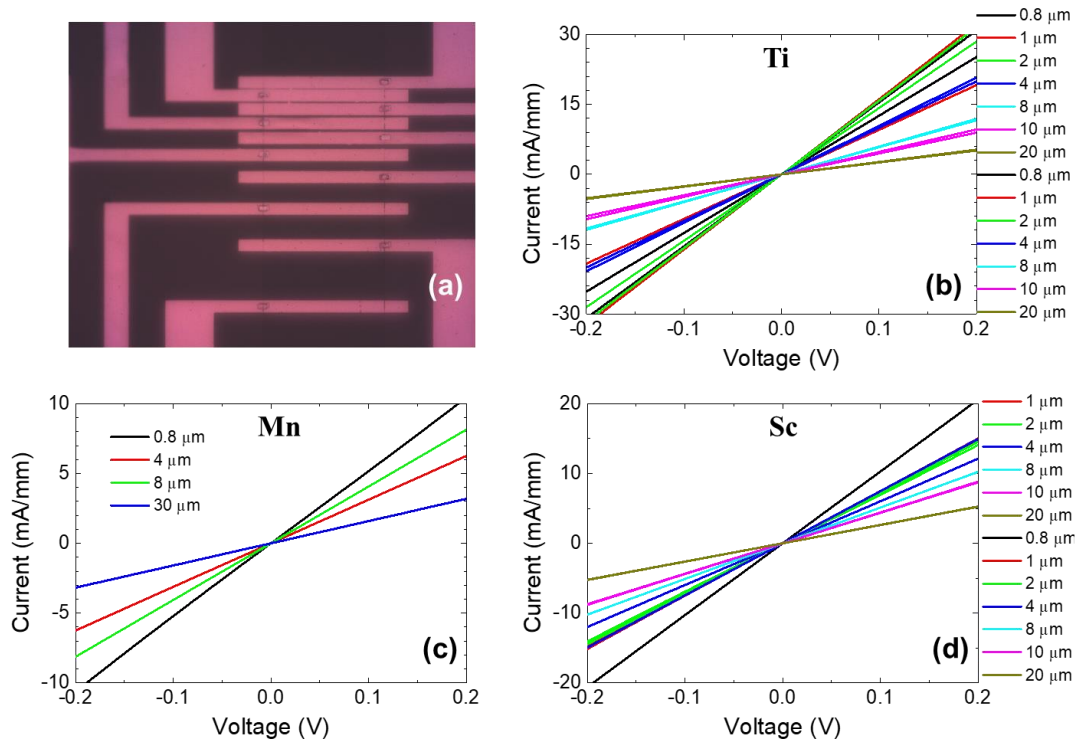 (a)
30
15
0
-15
-30
Current (mA/mm)
Ti
(b)
-0.2
-0.1
0.0
0.1
0.2
Voltage (V)
0.8 µm
1 µm
2 µm
4 µm
8 µm
10 µm
20 µm
0.8 µm
1 µm
2 µm
4 µm
8 µm
10 µm
20 µm
10
5
0
-5
-10
Current (mA/mm)
Mn
0.8 µm
4 µm
8 µm
30 µm
(c)
-0.2
-0.1
0.0
0.1
0.2
Voltage (V)
20
10
0
-10
-20
Current (mA/mm)
Sc
(d)
-0.2
-0.1
0.0
0.1
0.2
Voltage (V)
1 µm
2 µm
4 µm
8 µm
10 µm
20 µm
0.8 µm
1 µm
2 µm
4 µm
8 µm
10 µm
20 µm